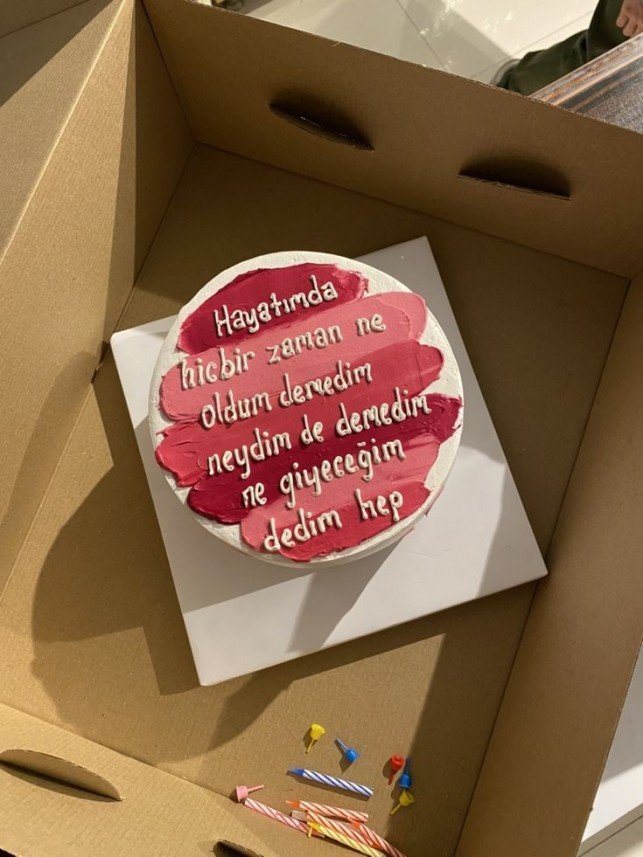 Hayatımda
hiçbir zaman ne
oldum demedim
neydim de demedim
ne giyeceğim
dedim hep